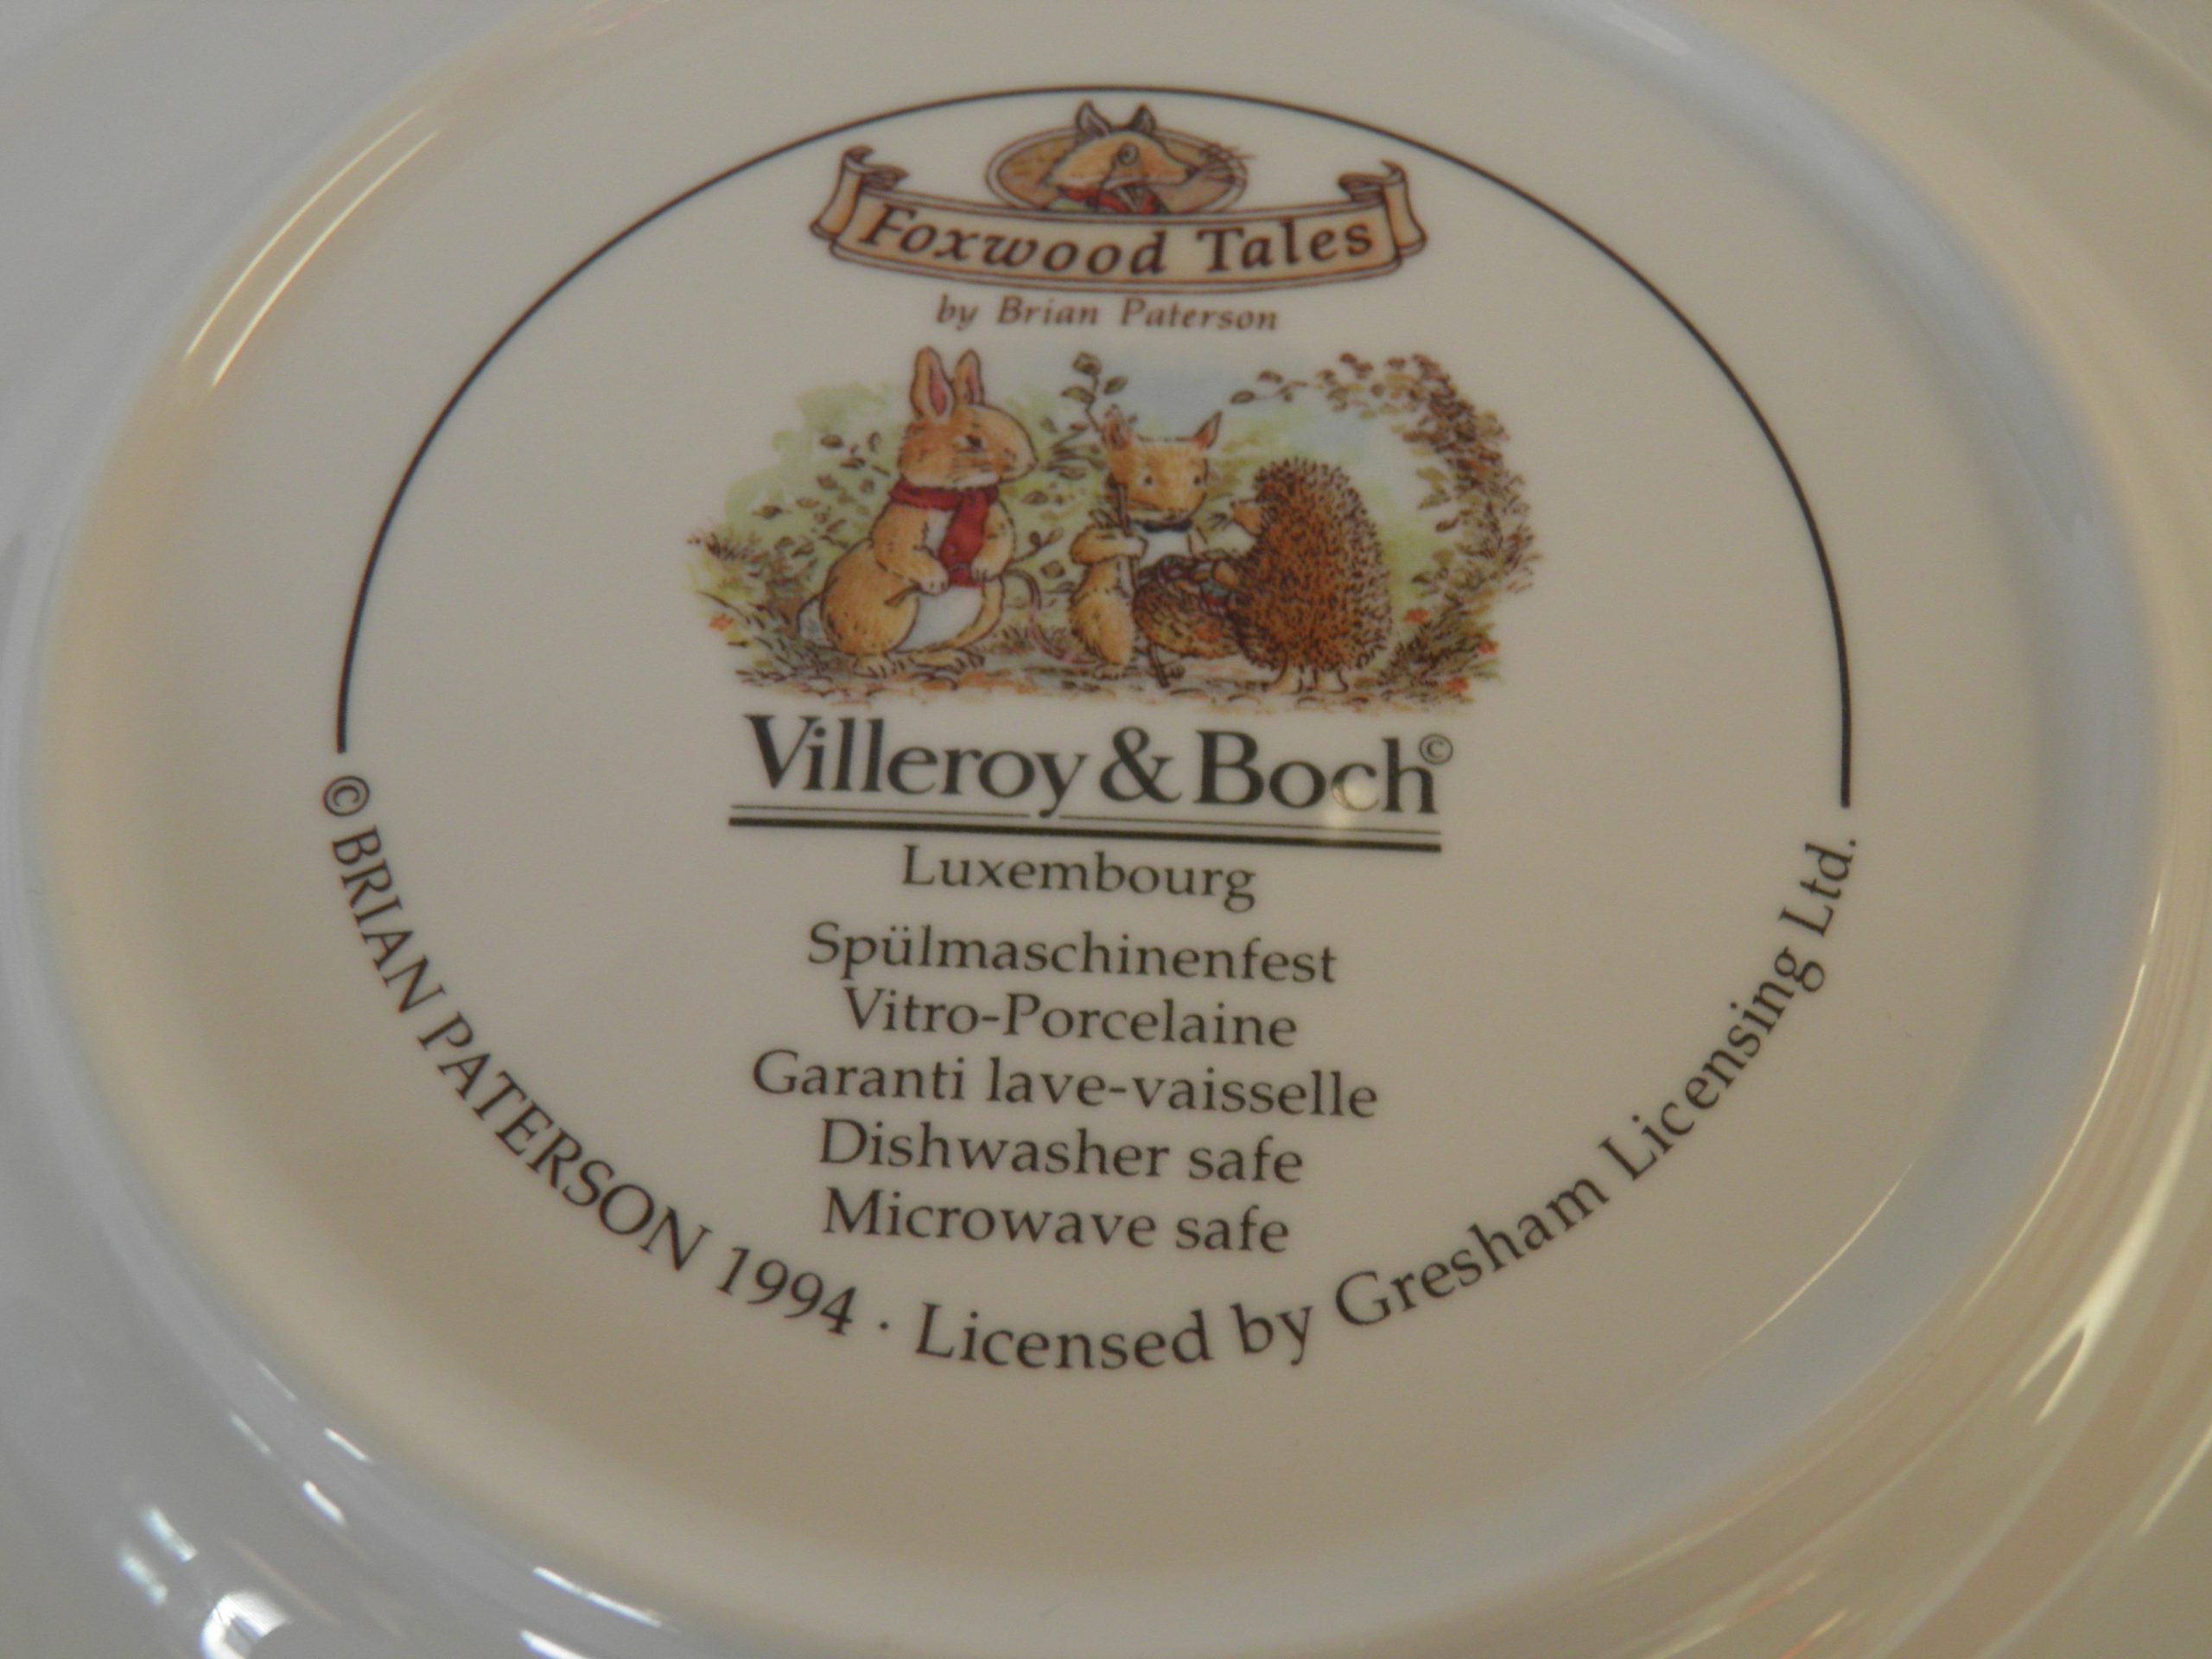 Foxwood Tales
by Brian Paterson
Villeroy & Boch©
Luxembourg
Spülmaschinenfest
Vitro-Porcelaine
Garanti lave-vaisselle
Dishwasher safe
Microwave safe
© BRIAN PATERSON 1994 · Licensed by Gresham Licensing Ltd.